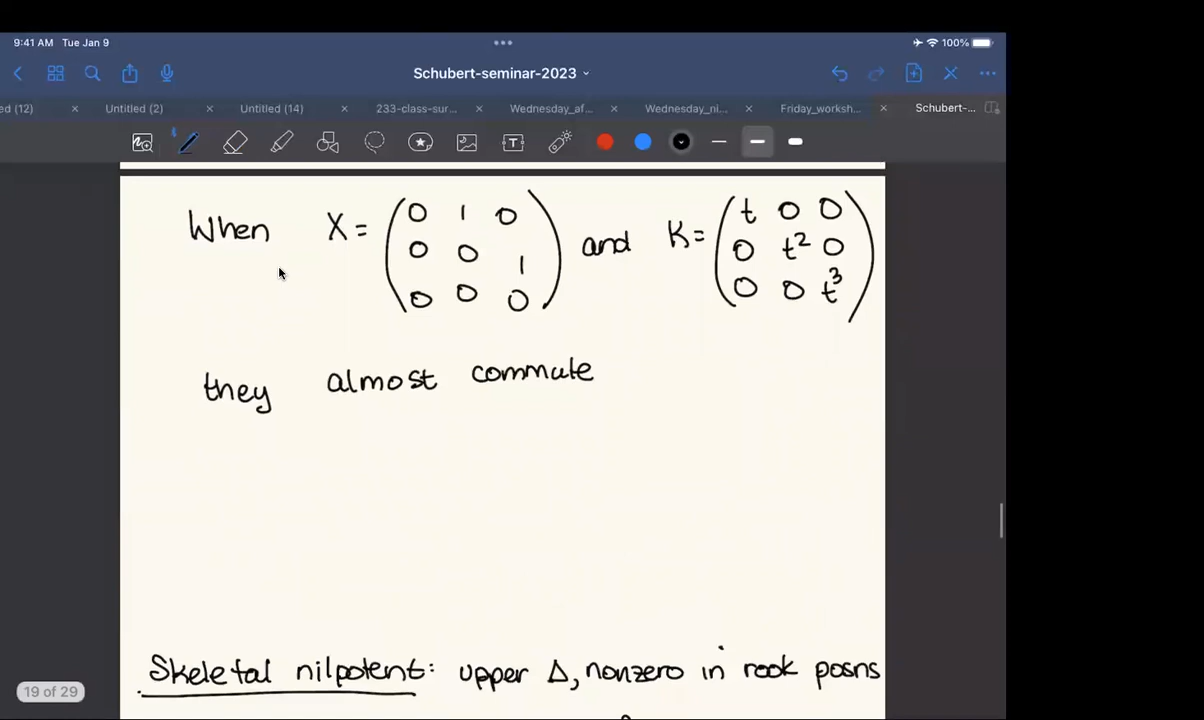 9:41 AM Tue Jan 9
100%
Schubert-seminar-2023
ed (12)
Untitled (2)
Untitled (14)
233-class-sur...
Wednesday_af...
Wednesday_ni...
Friday_worksh...
Schubert-...
When X = ( 0 1 0 ) and K = ( t 0 0 )
( 0 0 1 ) ( 0 t² 0 )
( 0 0 0 ) ( 0 0 t³ )
they almost commute
Skeletal nilpotent: upper Δ, nonzero in rook posns
19 of 29